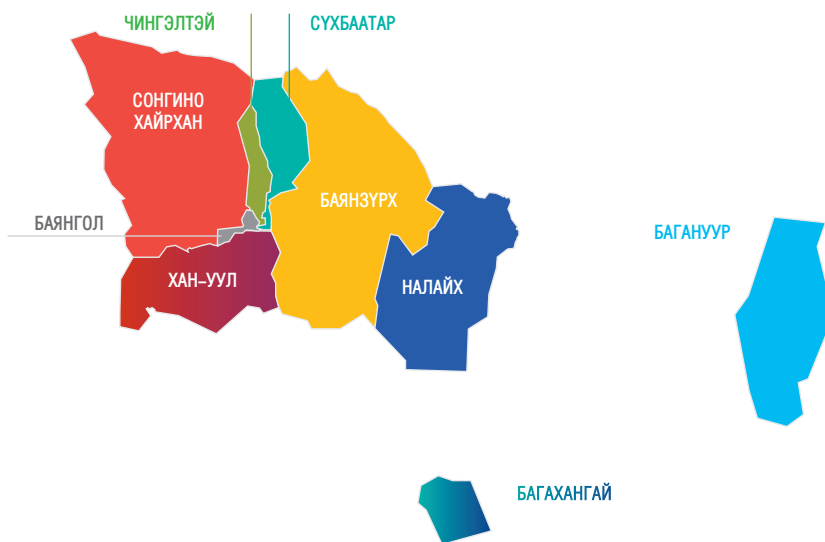 ЧИНГЭЛТЭЙ
СҮХБААТАР
СОНГИНО
ХАЙРХАН
БАЯНЗҮРХ
БАЯНГОЛ
БАГАНУУР
ХАН-УУЛ
НАЛАЙХ
БАГАХАНГАЙ